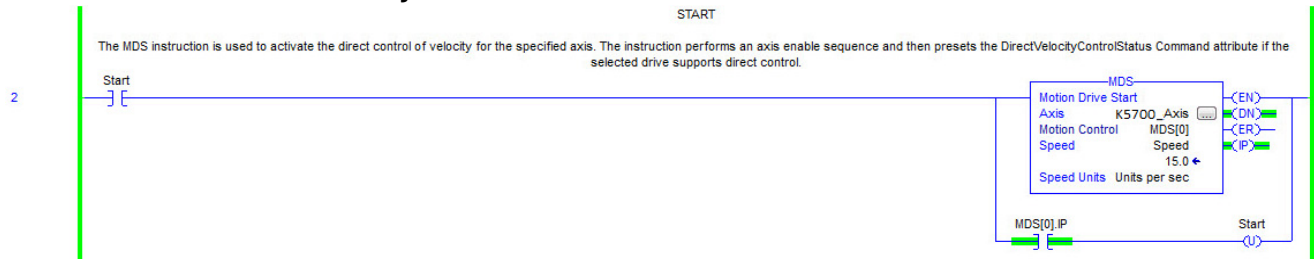 START
The MDS instruction is used to activate the direct control of velocity for the specified axis. The instruction performs an axis enable sequence and then presets the DirectVelocityControlStatus Command attribute if the
selected drive supports direct control.
Start
2
MDS
Motion Drive Start
EN
Axis K5700_Axis ...
DN
Motion Control MDS[0]
ER
Speed Speed
IP
15.0
Speed Units Units per sec
MDS[0].IP
Start
U